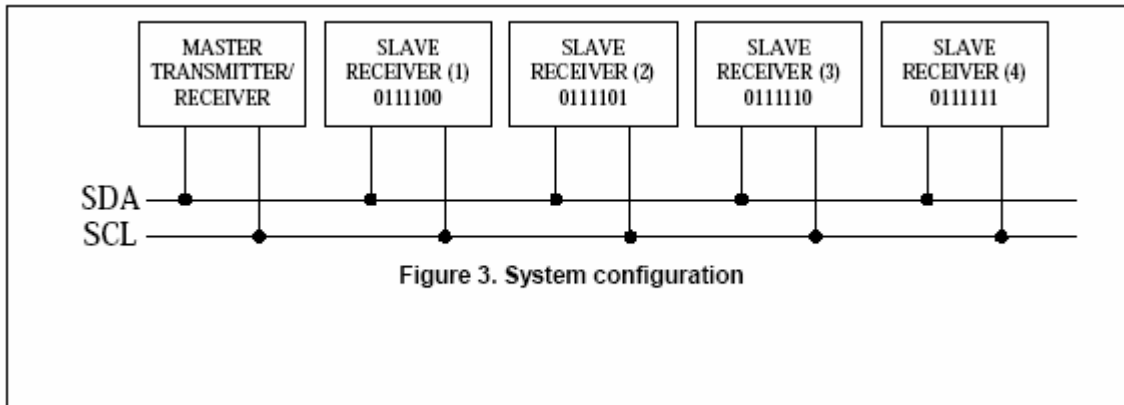 MASTER
TRANSMITTER/
RECEIVER
SLAVE
RECEIVER (1)
0111100
SLAVE
RECEIVER (2)
0111101
SLAVE
RECEIVER (3)
0111110
SLAVE
RECEIVER (4)
0111111
SDA
SCL
Figure 3. System configuration